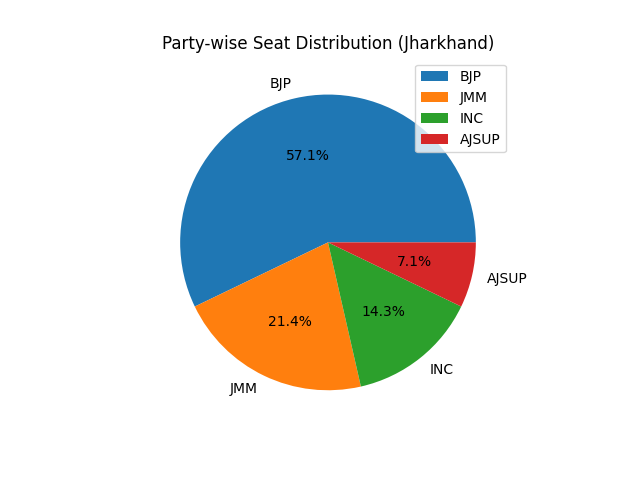 Party-wise Seat Distribution (Jharkhand)
BJP
JMM
INC
AJSUP
BJP
57.1%
7.1%
AJSUP
14.3%
21.4%
INC
JMM